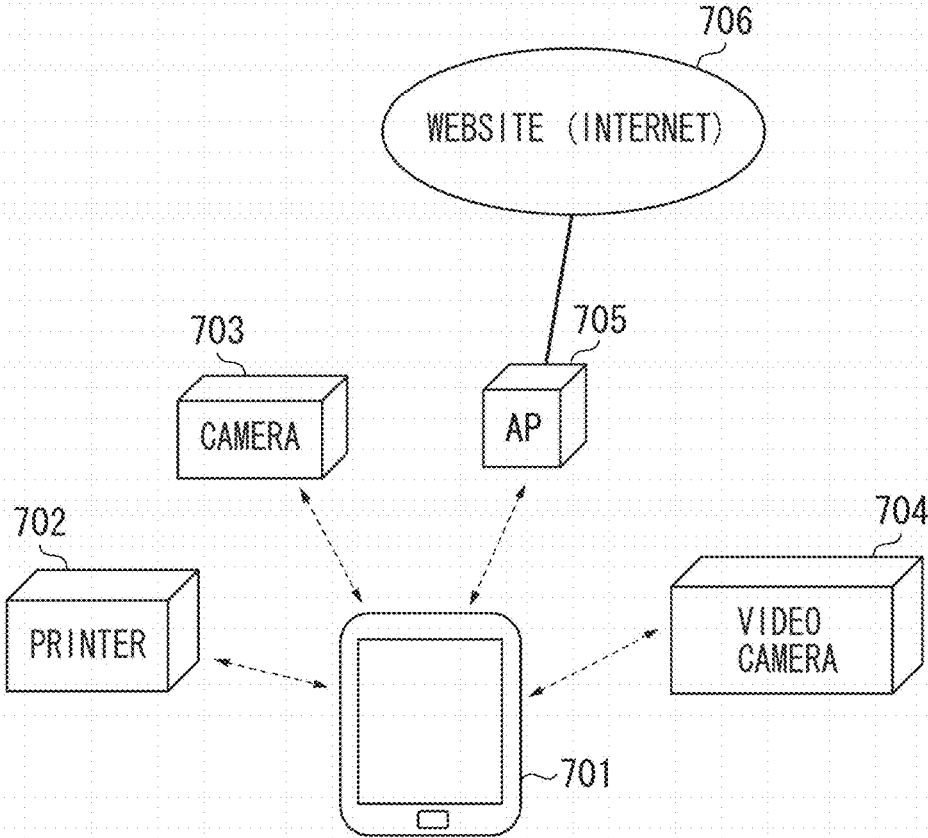 706
WEBSITE (INTERNET)
703
705
CAMERA
AP
702
704
PRINTER
VIDEO
CAMERA
701